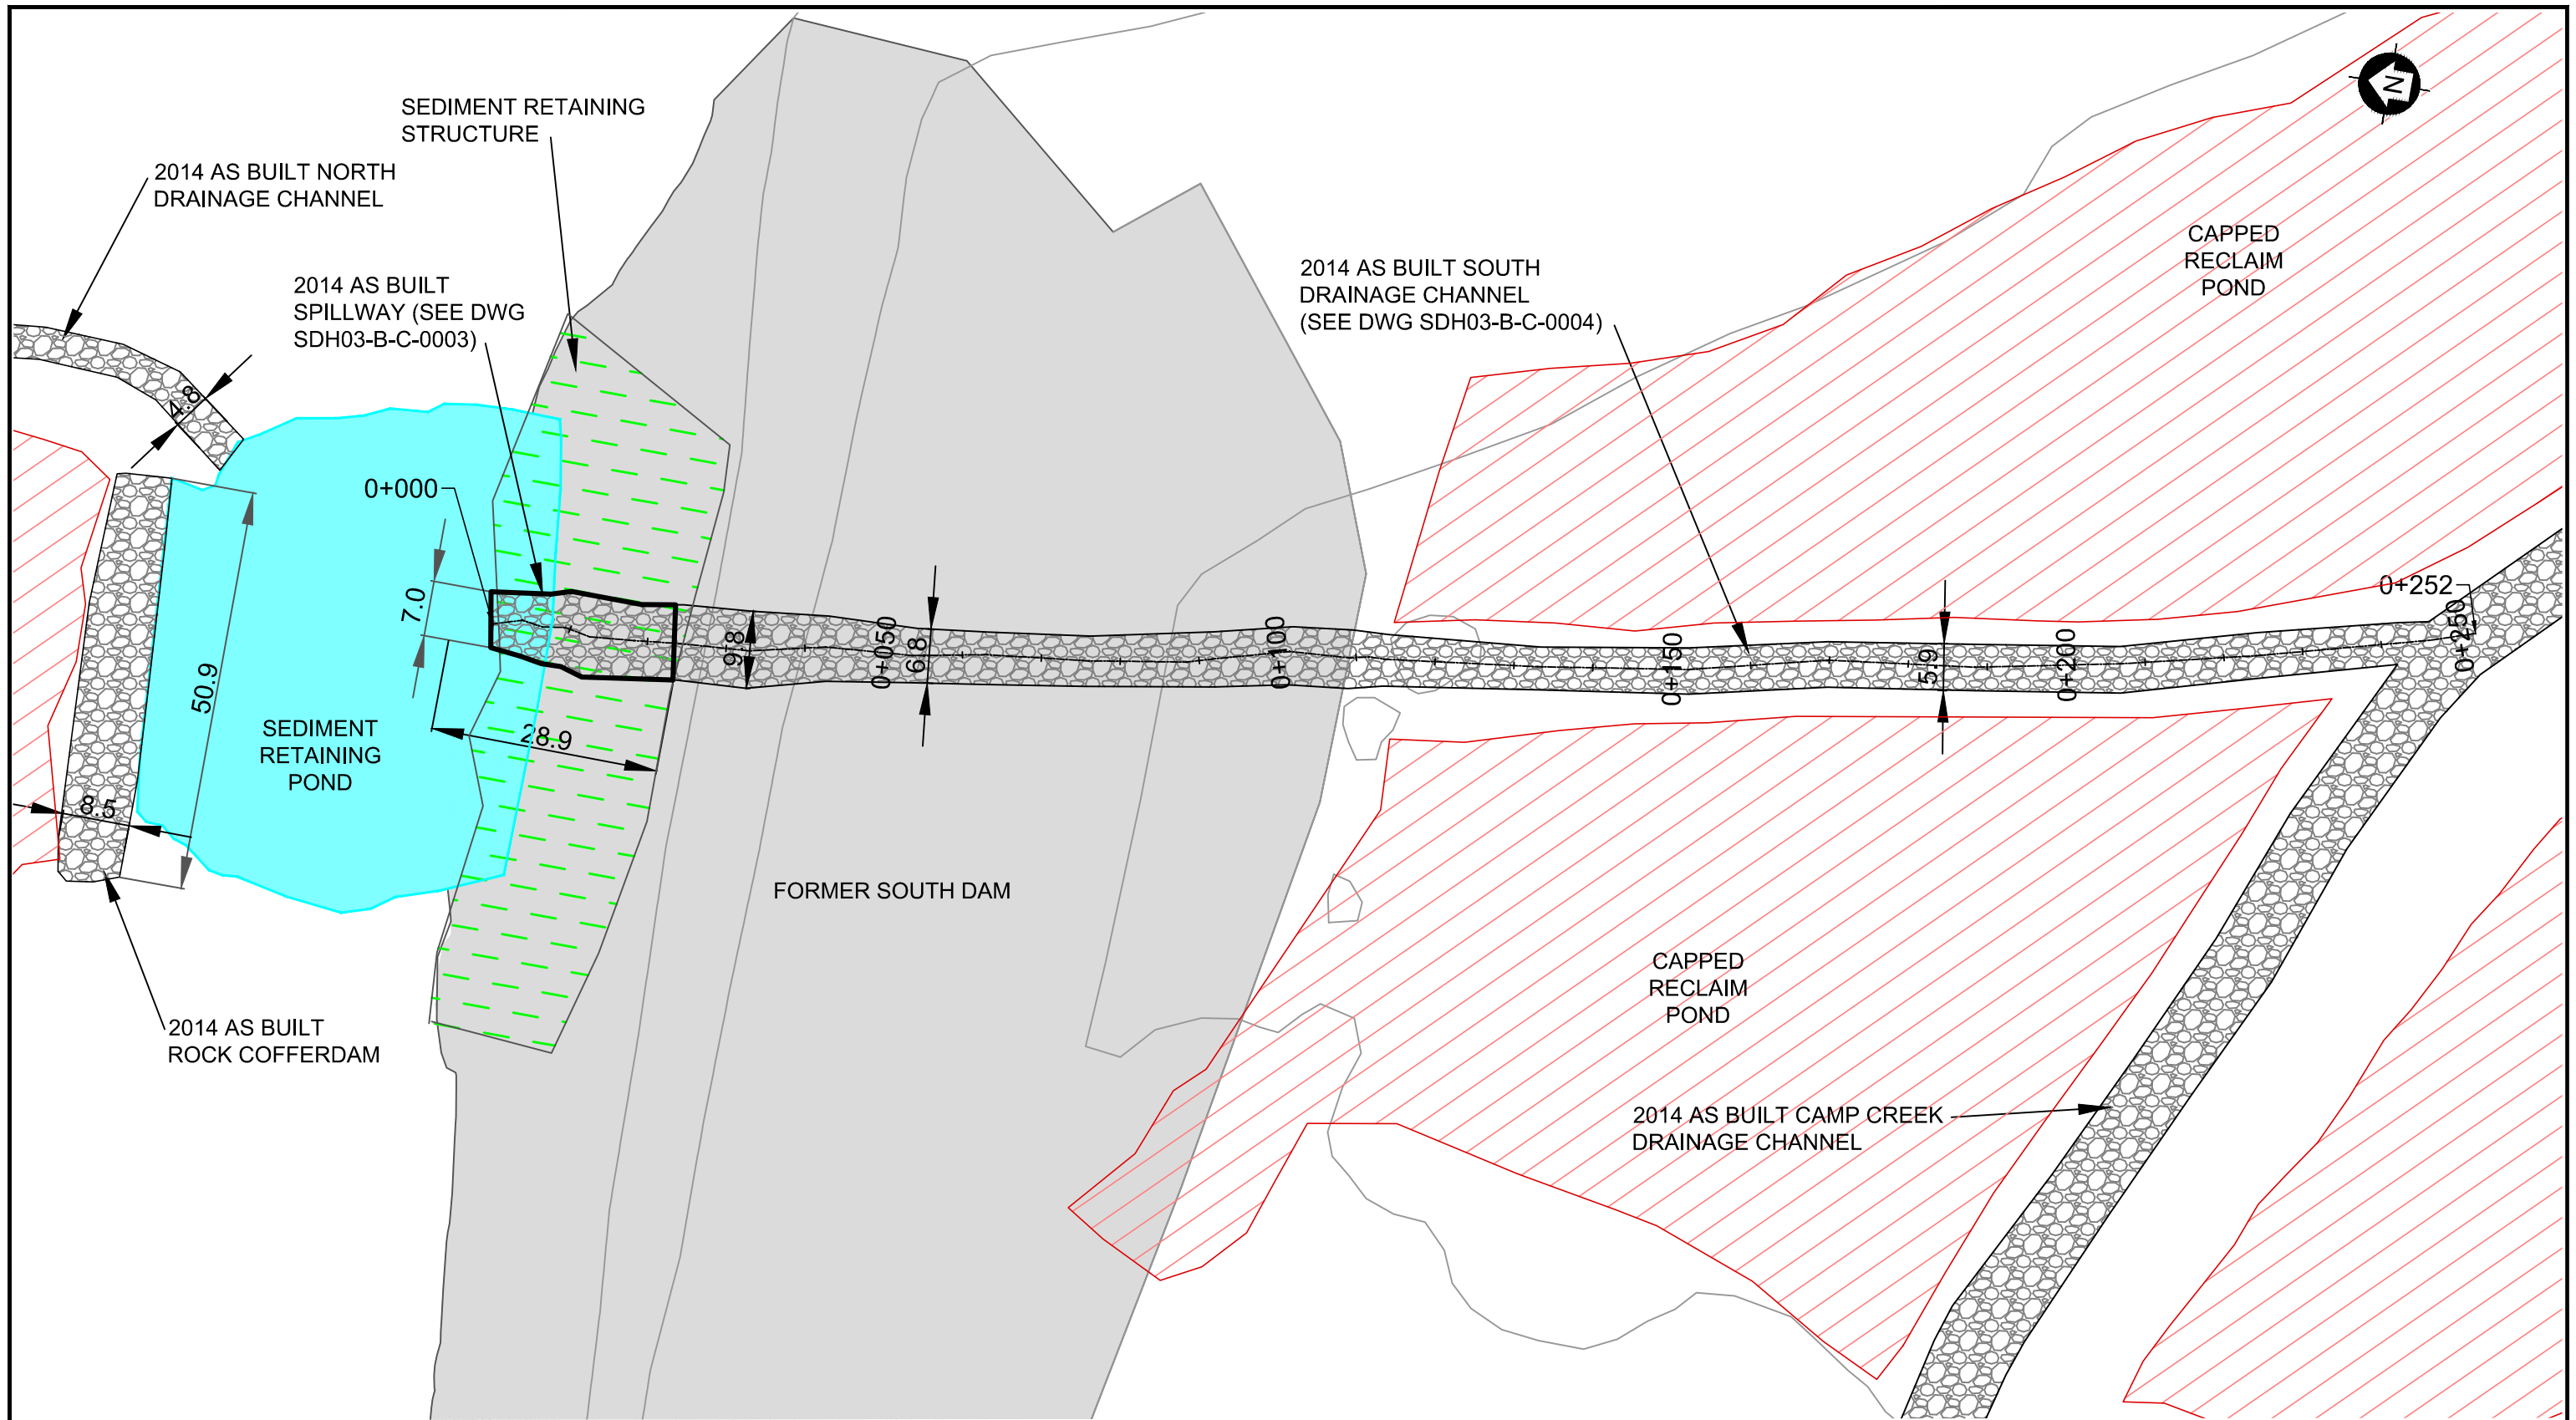 N
SEDIMENT RETAINING
STRUCTURE
2014 AS BUILT NORTH
DRAINAGE CHANNEL
2014 AS BUILT
SPILLWAY (SEE DWG
SDH03-B-C-0003)
2014 AS BUILT SOUTH
DRAINAGE CHANNEL
(SEE DWG SDH03-B-C-0004)
CAPPED
RECLAIM
POND
4.8
0+000
7.0
50.9
SEDIMENT
RETAINING
POND
28.9
8.5
9.8
0+050
6.8
0+100
0+150
5.9
0+200
0+252
0+250
FORMER SOUTH DAM
CAPPED
RECLAIM
POND
2014 AS BUILT
ROCK COFFERDAM
2014 AS BUILT CAMP CREEK
DRAINAGE CHANNEL